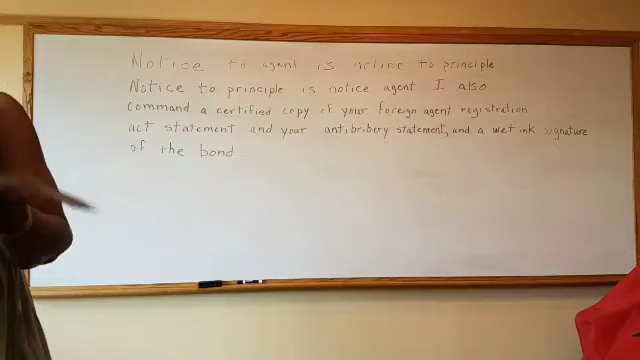 Notice to agent is notice to principle
Notice to principle is notice agent I also
Command a certified copy if your foreign agent registration
act statement and your antibribery statement, and a wet ink signature
of the bond